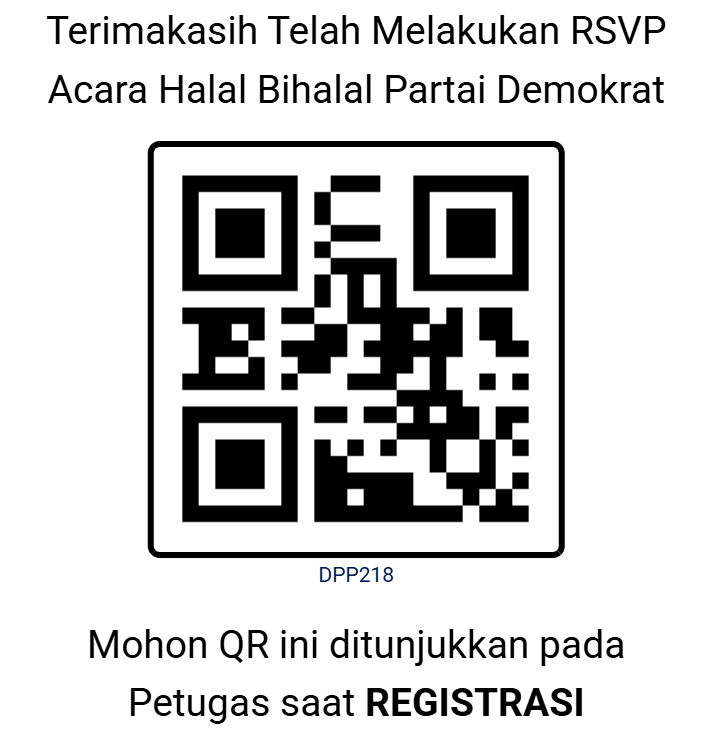 Terimakasih Telah Melakukan RSVP
Acara Halal Bihalal Partai Demokrat
DPP218
Mohon QR ini ditunjukkan pada
Petugas saat REGISTRASI